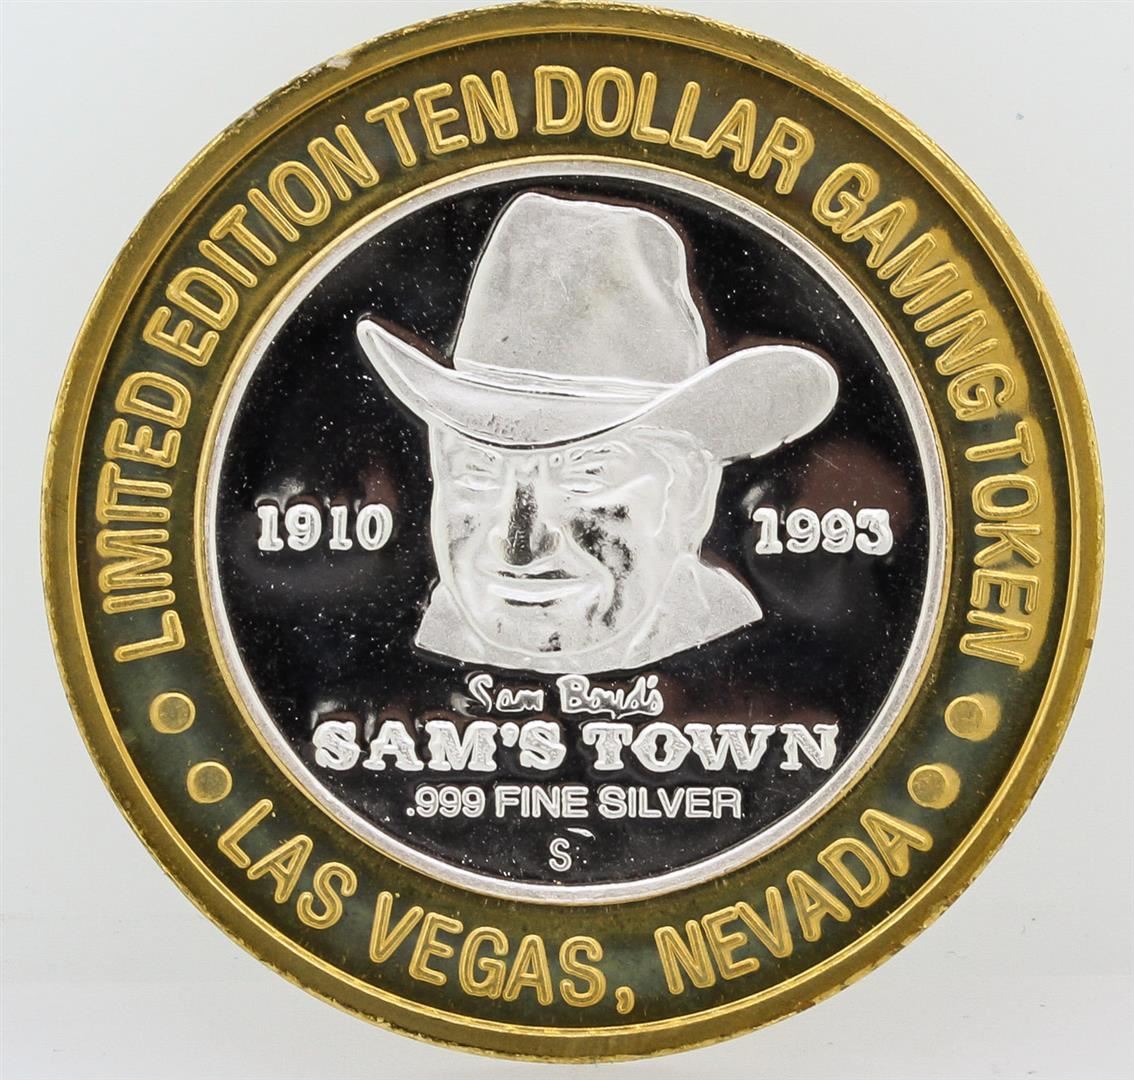 LIMITED EDITION TEN DOLLAR GAMING TOKEN
1910 1993
Sam Boyd's
SAM'S TOWN
.999 FINE SILVER
S
LAS VEGAS, NEVADA